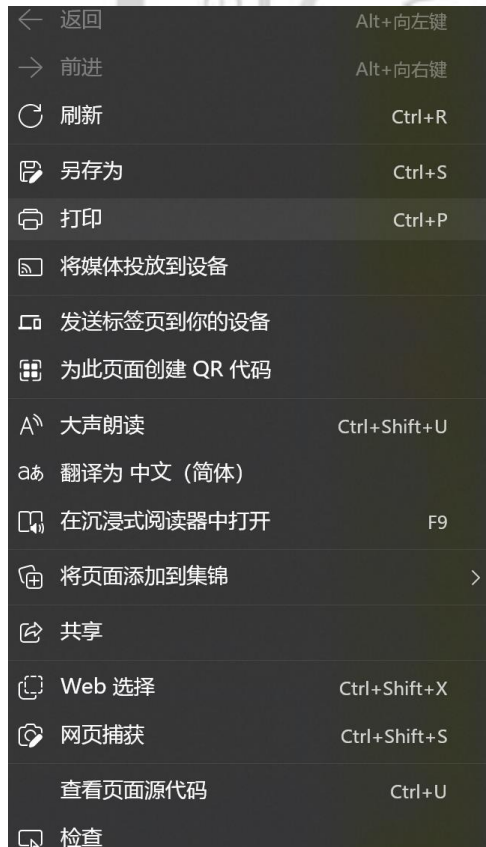 返回 Alt+向左键
前进 Alt+向右键
刷新 Ctrl+R
另存为 Ctrl+S
打印 Ctrl+P
将媒体投放到设备
发送标签页到你的设备
为此页面创建 QR 代码
大声朗读 Ctrl+Shift+U
aあ 翻译为 中文（简体）
在沉浸式阅读器中打开 F9
将页面添加到集锦
共享
Web 选择 Ctrl+Shift+X
网页捕获 Ctrl+Shift+S
查看页面源代码 Ctrl+U
检查